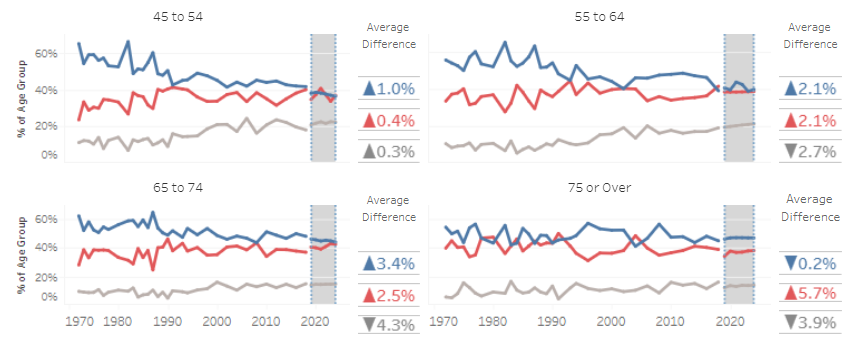 45 to 54
Average
Difference
% of Age Group
60%
40%
20%
0%
▲1.0%
▲0.4%
▲0.3%
55 to 64
Average
Difference
▲2.1%
▲2.1%
▼2.7%
65 to 74
Average
Difference
% of Age Group
60%
40%
20%
0%
▲3.4%
▲2.5%
▼4.3%
1970 1980 1990 2000 2010 2020
75 or Over
Average
Difference
▼0.2%
▲5.7%
▼3.9%
1970 1980 1990 2000 2010 2020